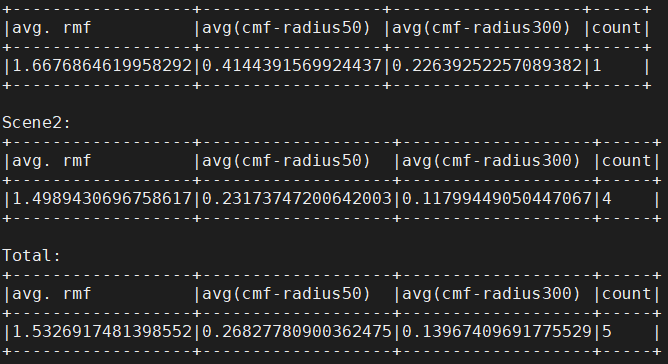 +------------------+------------------+-------------------+-----+
|avg. rmf          |avg(cmf-radius50) |avg(cmf-radius300) |count|
+------------------+------------------+-------------------+-----+
|1.6676864619958292|0.4144391569924437|0.22639252257089382|1    |
+------------------+------------------+-------------------+-----+
Scene2:
+------------------+-------------------+-------------------+-----+
|avg. rmf          |avg(cmf-radius50)  |avg(cmf-radius300) |count|
+------------------+-------------------+-------------------+-----+
|1.4989430696758617|0.23173747200642003|0.11799449050447067|4    |
+------------------+-------------------+-------------------+-----+
Total:
+------------------+-------------------+-------------------+-----+
|avg. rmf          |avg(cmf-radius50)  |avg(cmf-radius300) |count|
+------------------+-------------------+-------------------+-----+
|1.5326917481398552|0.26827780900362475|0.13967409691775529|5    |
+------------------+-------------------+-------------------+-----+